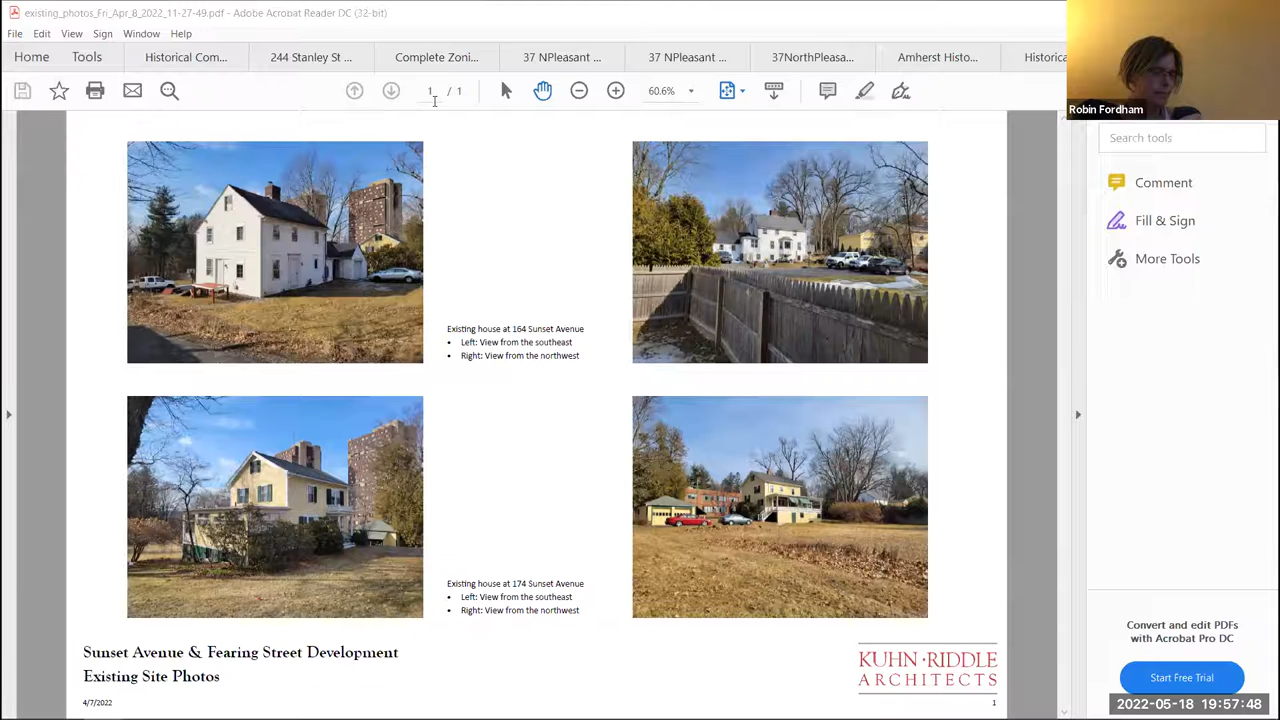 existing_photos_Fri_Apr_8_2022_11-27-49.pdf - Adobe Acrobat Reader DC (32-bit)
File Edit View Sign Window Help
Home Tools Historical Com... 244 Stanley St ... Complete Zoni... 37 NPleasant ... 37 NPleasant ... 37NorthPleasa... Amherst Histo... Historica
1 / 1 60.6%
Robin Fordham
Search tools
Comment
Fill & Sign
More Tools
Existing house at 164 Sunset Avenue
• Left: View from the southeast
• Right: View from the northwest
Existing house at 174 Sunset Avenue
• Left: View from the southeast
• Right: View from the northwest
Sunset Avenue & Fearing Street Development
Existing Site Photos
4/7/2022
KUHN·RIDDLE
ARCHITECTS
1
Convert and edit PDFs
with Acrobat Pro DC
Start Free Trial
2022-05-18 19:57:48